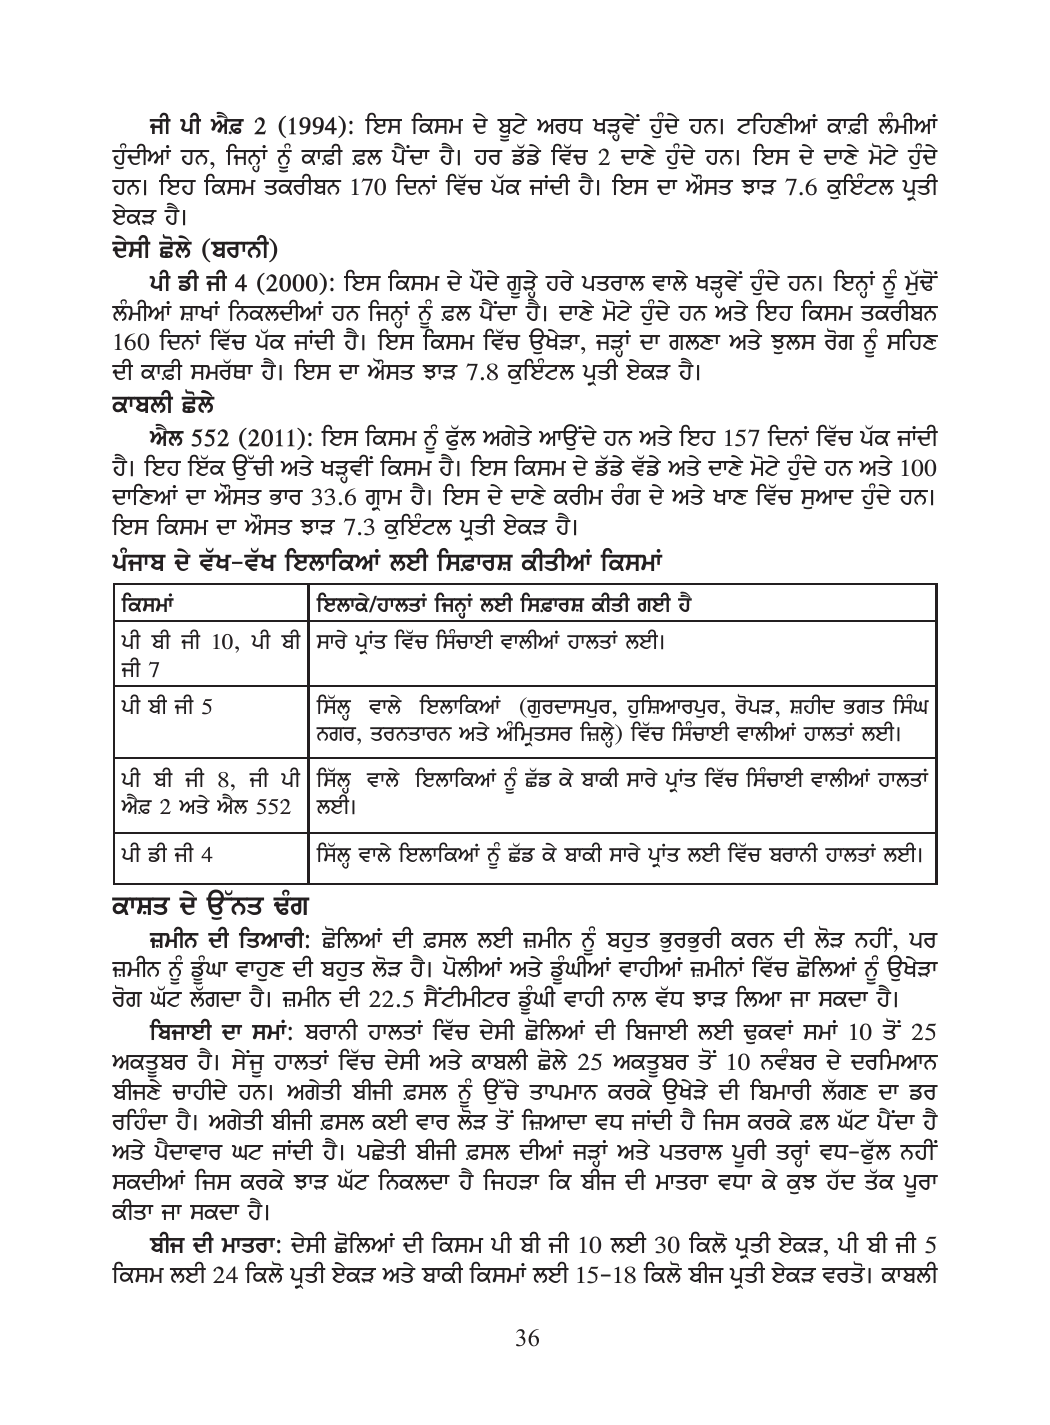 ਜੀ ਪੀ ਐਫ਼ 2 (1994): ਇਸ ਕਿਸਮ ਦੇ ਬੂਟੇ ਅਰਧ ਖੜ੍ਹਵੇਂ ਹੁੰਦੇ ਹਨ। ਟਹਿਣੀਆਂ ਕਾਫ਼ੀ ਲੰਮੀਆਂ
ਹੁੰਦੀਆਂ ਹਨ, ਜਿਨ੍ਹਾਂ ਨੂੰ ਕਾਫ਼ੀ ਫ਼ਲ ਪੈਂਦਾ ਹੈ। ਹਰ ਡੱਡੇ ਵਿੱਚ 2 ਦਾਣੇ ਹੁੰਦੇ ਹਨ। ਇਸ ਦੇ ਦਾਣੇ ਮੋਟੇ ਹੁੰਦੇ
ਹਨ। ਇਹ ਕਿਸਮ ਤਕਰੀਬਨ 170 ਦਿਨਾਂ ਵਿੱਚ ਪੱਕ ਜਾਂਦੀ ਹੈ। ਇਸ ਦਾ ਔਸਤ ਝਾੜ 7.6 ਕੁਇੰਟਲ ਪ੍ਰਤੀ
ਏਕੜ ਹੈ।
ਦੇਸੀ ਛੋਲੇ (ਬਰਾਨੀ)
ਪੀ ਡੀ ਜੀ 4 (2000): ਇਸ ਕਿਸਮ ਦੇ ਪੌਦੇ ਗੂੜ੍ਹੇ ਹਰੇ ਪਤਰਾਲ ਵਾਲੇ ਖੜ੍ਹਵੇਂ ਹੁੰਦੇ ਹਨ। ਇਨ੍ਹਾਂ ਨੂੰ ਮੁੱਢੋਂ
ਲੰਮੀਆਂ ਸ਼ਾਖਾਂ ਨਿਕਲਦੀਆਂ ਹਨ ਜਿਨ੍ਹਾਂ ਨੂੰ ਫ਼ਲ ਪੈਂਦਾ ਹੈ। ਦਾਣੇ ਮੋਟੇ ਹੁੰਦੇ ਹਨ ਅਤੇ ਇਹ ਕਿਸਮ ਤਕਰੀਬਨ
160 ਦਿਨਾਂ ਵਿੱਚ ਪੱਕ ਜਾਂਦੀ ਹੈ। ਇਸ ਕਿਸਮ ਵਿੱਚ ਉਖੇੜਾ, ਜੜ੍ਹਾਂ ਦਾ ਗਲਣਾ ਅਤੇ ਝੁਲਸ ਰੋਗ ਨੂੰ ਸਹਿਣ
ਦੀ ਕਾਫ਼ੀ ਸਮਰੱਥਾ ਹੈ। ਇਸ ਦਾ ਔਸਤ ਝਾੜ 7.8 ਕੁਇੰਟਲ ਪ੍ਰਤੀ ਏਕੜ ਹੈ।
ਕਾਬਲੀ ਛੋਲੇ
ਐਲ 552 (2011): ਇਸ ਕਿਸਮ ਨੂੰ ਫੁੱਲ ਅਗੇਤੇ ਆਉਂਦੇ ਹਨ ਅਤੇ ਇਹ 157 ਦਿਨਾਂ ਵਿੱਚ ਪੱਕ ਜਾਂਦੀ
ਹੈ। ਇਹ ਇੱਕ ਉੱਚੀ ਅਤੇ ਖੜ੍ਹਵੀਂ ਕਿਸਮ ਹੈ। ਇਸ ਕਿਸਮ ਦੇ ਡੱਡੇ ਵੱਡੇ ਅਤੇ ਦਾਣੇ ਮੋਟੇ ਹੁੰਦੇ ਹਨ ਅਤੇ 100
ਦਾਣਿਆਂ ਦਾ ਔਸਤ ਭਾਰ 33.6 ਗ੍ਰਾਮ ਹੈ। ਇਸ ਦੇ ਦਾਣੇ ਕਰੀਮ ਰੰਗ ਦੇ ਅਤੇ ਖਾਣ ਵਿੱਚ ਸੁਆਦ ਹੁੰਦੇ ਹਨ।
ਇਸ ਕਿਸਮ ਦਾ ਔਸਤ ਝਾੜ 7.3 ਕੁਇੰਟਲ ਪ੍ਰਤੀ ਏਕੜ ਹੈ।
ਪੰਜਾਬ ਦੇ ਵੱਖ-ਵੱਖ ਇਲਾਕਿਆਂ ਲਈ ਸਿਫ਼ਾਰਸ਼ ਕੀਤੀਆਂ ਕਿਸਮਾਂ
ਕਿਸਮਾਂ ਇਲਾਕੇ/ਹਾਲਤਾਂ ਜਿਨ੍ਹਾਂ ਲਈ ਸਿਫ਼ਾਰਸ਼ ਕੀਤੀ ਗਈ ਹੈ
ਪੀ ਬੀ ਜੀ 10, ਪੀ ਬੀ ਸਾਰੇ ਪ੍ਰਾਂਤ ਵਿੱਚ ਸਿੰਚਾਈ ਵਾਲੀਆਂ ਹਾਲਤਾਂ ਲਈ।
ਜੀ 7
ਪੀ ਬੀ ਜੀ 5 ਸਿੱਲ੍ਹ ਵਾਲੇ ਇਲਾਕਿਆਂ (ਗੁਰਦਾਸਪੁਰ, ਹੁਸ਼ਿਆਰਪੁਰ, ਰੋਪੜ, ਸ਼ਹੀਦ ਭਗਤ ਸਿੰਘ
ਨਗਰ, ਤਰਨਤਾਰਨ ਅਤੇ ਅੰਮ੍ਰਿਤਸਰ ਜ਼ਿਲ੍ਹੇ) ਵਿੱਚ ਸਿੰਚਾਈ ਵਾਲੀਆਂ ਹਾਲਤਾਂ ਲਈ।
ਪੀ ਬੀ ਜੀ 8, ਜੀ ਪੀ ਸਿੱਲ੍ਹ ਵਾਲੇ ਇਲਾਕਿਆਂ ਨੂੰ ਛੱਡ ਕੇ ਬਾਕੀ ਸਾਰੇ ਪ੍ਰਾਂਤ ਵਿੱਚ ਸਿੰਚਾਈ ਵਾਲੀਆਂ ਹਾਲਤਾਂ
ਐਫ਼ 2 ਅਤੇ ਐਲ 552 ਲਈ।
ਪੀ ਡੀ ਜੀ 4 ਸਿੱਲ੍ਹ ਵਾਲੇ ਇਲਾਕਿਆਂ ਨੂੰ ਛੱਡ ਕੇ ਬਾਕੀ ਸਾਰੇ ਪ੍ਰਾਂਤ ਲਈ ਵਿੱਚ ਬਰਾਨੀ ਹਾਲਤਾਂ ਲਈ।
ਕਾਸ਼ਤ ਦੇ ਉੱਨਤ ਢੰਗ
ਜ਼ਮੀਨ ਦੀ ਤਿਆਰੀ: ਛੋਲਿਆਂ ਦੀ ਫ਼ਸਲ ਲਈ ਜ਼ਮੀਨ ਨੂੰ ਬਹੁਤ ਭੁਰਭੁਰੀ ਕਰਨ ਦੀ ਲੋੜ ਨਹੀਂ, ਪਰ
ਜ਼ਮੀਨ ਨੂੰ ਡੂੰਘਾ ਵਾਹੁਣ ਦੀ ਬਹੁਤ ਲੋੜ ਹੈ। ਪੋਲੀਆਂ ਅਤੇ ਡੂੰਘੀਆਂ ਵਾਹੀਆਂ ਜ਼ਮੀਨਾਂ ਵਿੱਚ ਛੋਲਿਆਂ ਨੂੰ ਉਖੇੜਾ
ਰੋਗ ਘੱਟ ਲੱਗਦਾ ਹੈ। ਜ਼ਮੀਨ ਦੀ 22.5 ਸੈਂਟੀਮੀਟਰ ਡੂੰਘੀ ਵਾਹੀ ਨਾਲ ਵੱਧ ਝਾੜ ਲਿਆ ਜਾ ਸਕਦਾ ਹੈ।
ਬਿਜਾਈ ਦਾ ਸਮਾਂ: ਬਰਾਨੀ ਹਾਲਤਾਂ ਵਿੱਚ ਦੇਸੀ ਛੋਲਿਆਂ ਦੀ ਬਿਜਾਈ ਲਈ ਢੁਕਵਾਂ ਸਮਾਂ 10 ਤੋਂ 25
ਅਕਤੂਬਰ ਹੈ। ਸੇਂਜੂ ਹਾਲਤਾਂ ਵਿੱਚ ਦੇਸੀ ਅਤੇ ਕਾਬਲੀ ਛੋਲੇ 25 ਅਕਤੂਬਰ ਤੋਂ 10 ਨਵੰਬਰ ਦੇ ਦਰਮਿਆਨ
ਬੀਜਣੇ ਚਾਹੀਦੇ ਹਨ। ਅਗੇਤੀ ਬੀਜੀ ਫ਼ਸਲ ਨੂੰ ਉੱਚੇ ਤਾਪਮਾਨ ਕਰਕੇ ਉਖੇੜੇ ਦੀ ਬਿਮਾਰੀ ਲੱਗਣ ਦਾ ਡਰ
ਰਹਿੰਦਾ ਹੈ। ਅਗੇਤੀ ਬੀਜੀ ਫ਼ਸਲ ਕਈ ਵਾਰ ਲੋੜ ਤੋਂ ਜ਼ਿਆਦਾ ਵਧ ਜਾਂਦੀ ਹੈ ਜਿਸ ਕਰਕੇ ਫ਼ਲ ਘੱਟ ਪੈਂਦਾ ਹੈ
ਅਤੇ ਪੈਦਾਵਾਰ ਘਟ ਜਾਂਦੀ ਹੈ। ਪਛੇਤੀ ਬੀਜੀ ਫ਼ਸਲ ਦੀਆਂ ਜੜ੍ਹਾਂ ਅਤੇ ਪਤਰਾਲ ਪੂਰੀ ਤਰ੍ਹਾਂ ਵਧ-ਫੁੱਲ ਨਹੀਂ
ਸਕਦੀਆਂ ਜਿਸ ਕਰਕੇ ਝਾੜ ਘੱਟ ਨਿਕਲਦਾ ਹੈ ਜਿਹੜਾ ਕਿ ਬੀਜ ਦੀ ਮਾਤਰਾ ਵਧਾ ਕੇ ਕੁਝ ਹੱਦ ਤੱਕ ਪੂਰਾ
ਕੀਤਾ ਜਾ ਸਕਦਾ ਹੈ।
ਬੀਜ ਦੀ ਮਾਤਰਾ: ਦੇਸੀ ਛੋਲਿਆਂ ਦੀ ਕਿਸਮ ਪੀ ਬੀ ਜੀ 10 ਲਈ 30 ਕਿਲੋ ਪ੍ਰਤੀ ਏਕੜ, ਪੀ ਬੀ ਜੀ 5
ਕਿਸਮ ਲਈ 24 ਕਿਲੋ ਪ੍ਰਤੀ ਏਕੜ ਅਤੇ ਬਾਕੀ ਕਿਸਮਾਂ ਲਈ 15-18 ਕਿਲੋ ਬੀਜ ਪ੍ਰਤੀ ਏਕੜ ਵਰਤੋ। ਕਾਬਲੀ
36